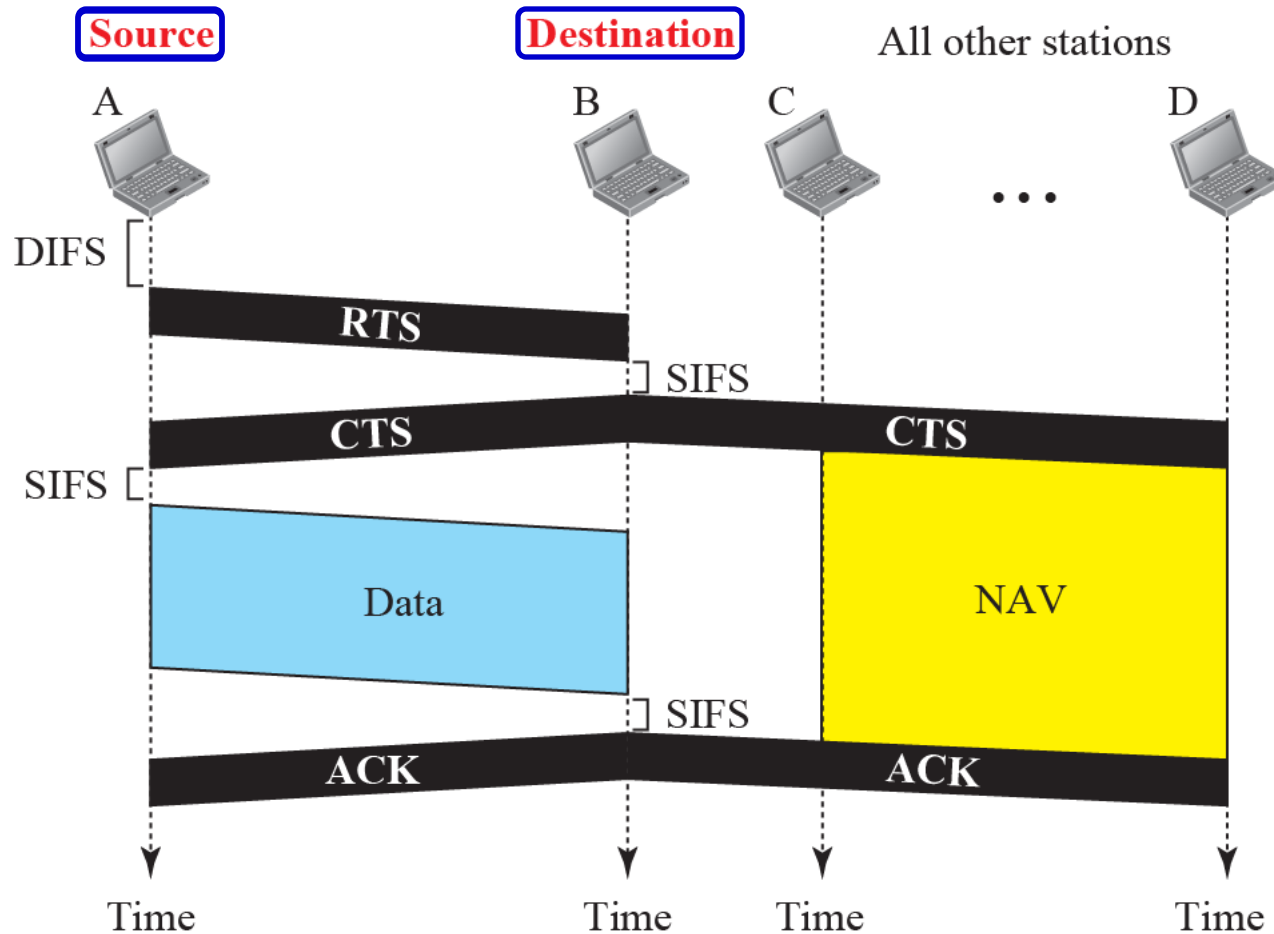 Source
Destination
All other stations
A
B
C
D
...
DIFS
RTS
SIFS
CTS
CTS
SIFS
Data
NAV
SIFS
ACK
ACK
Time
Time
Time
Time